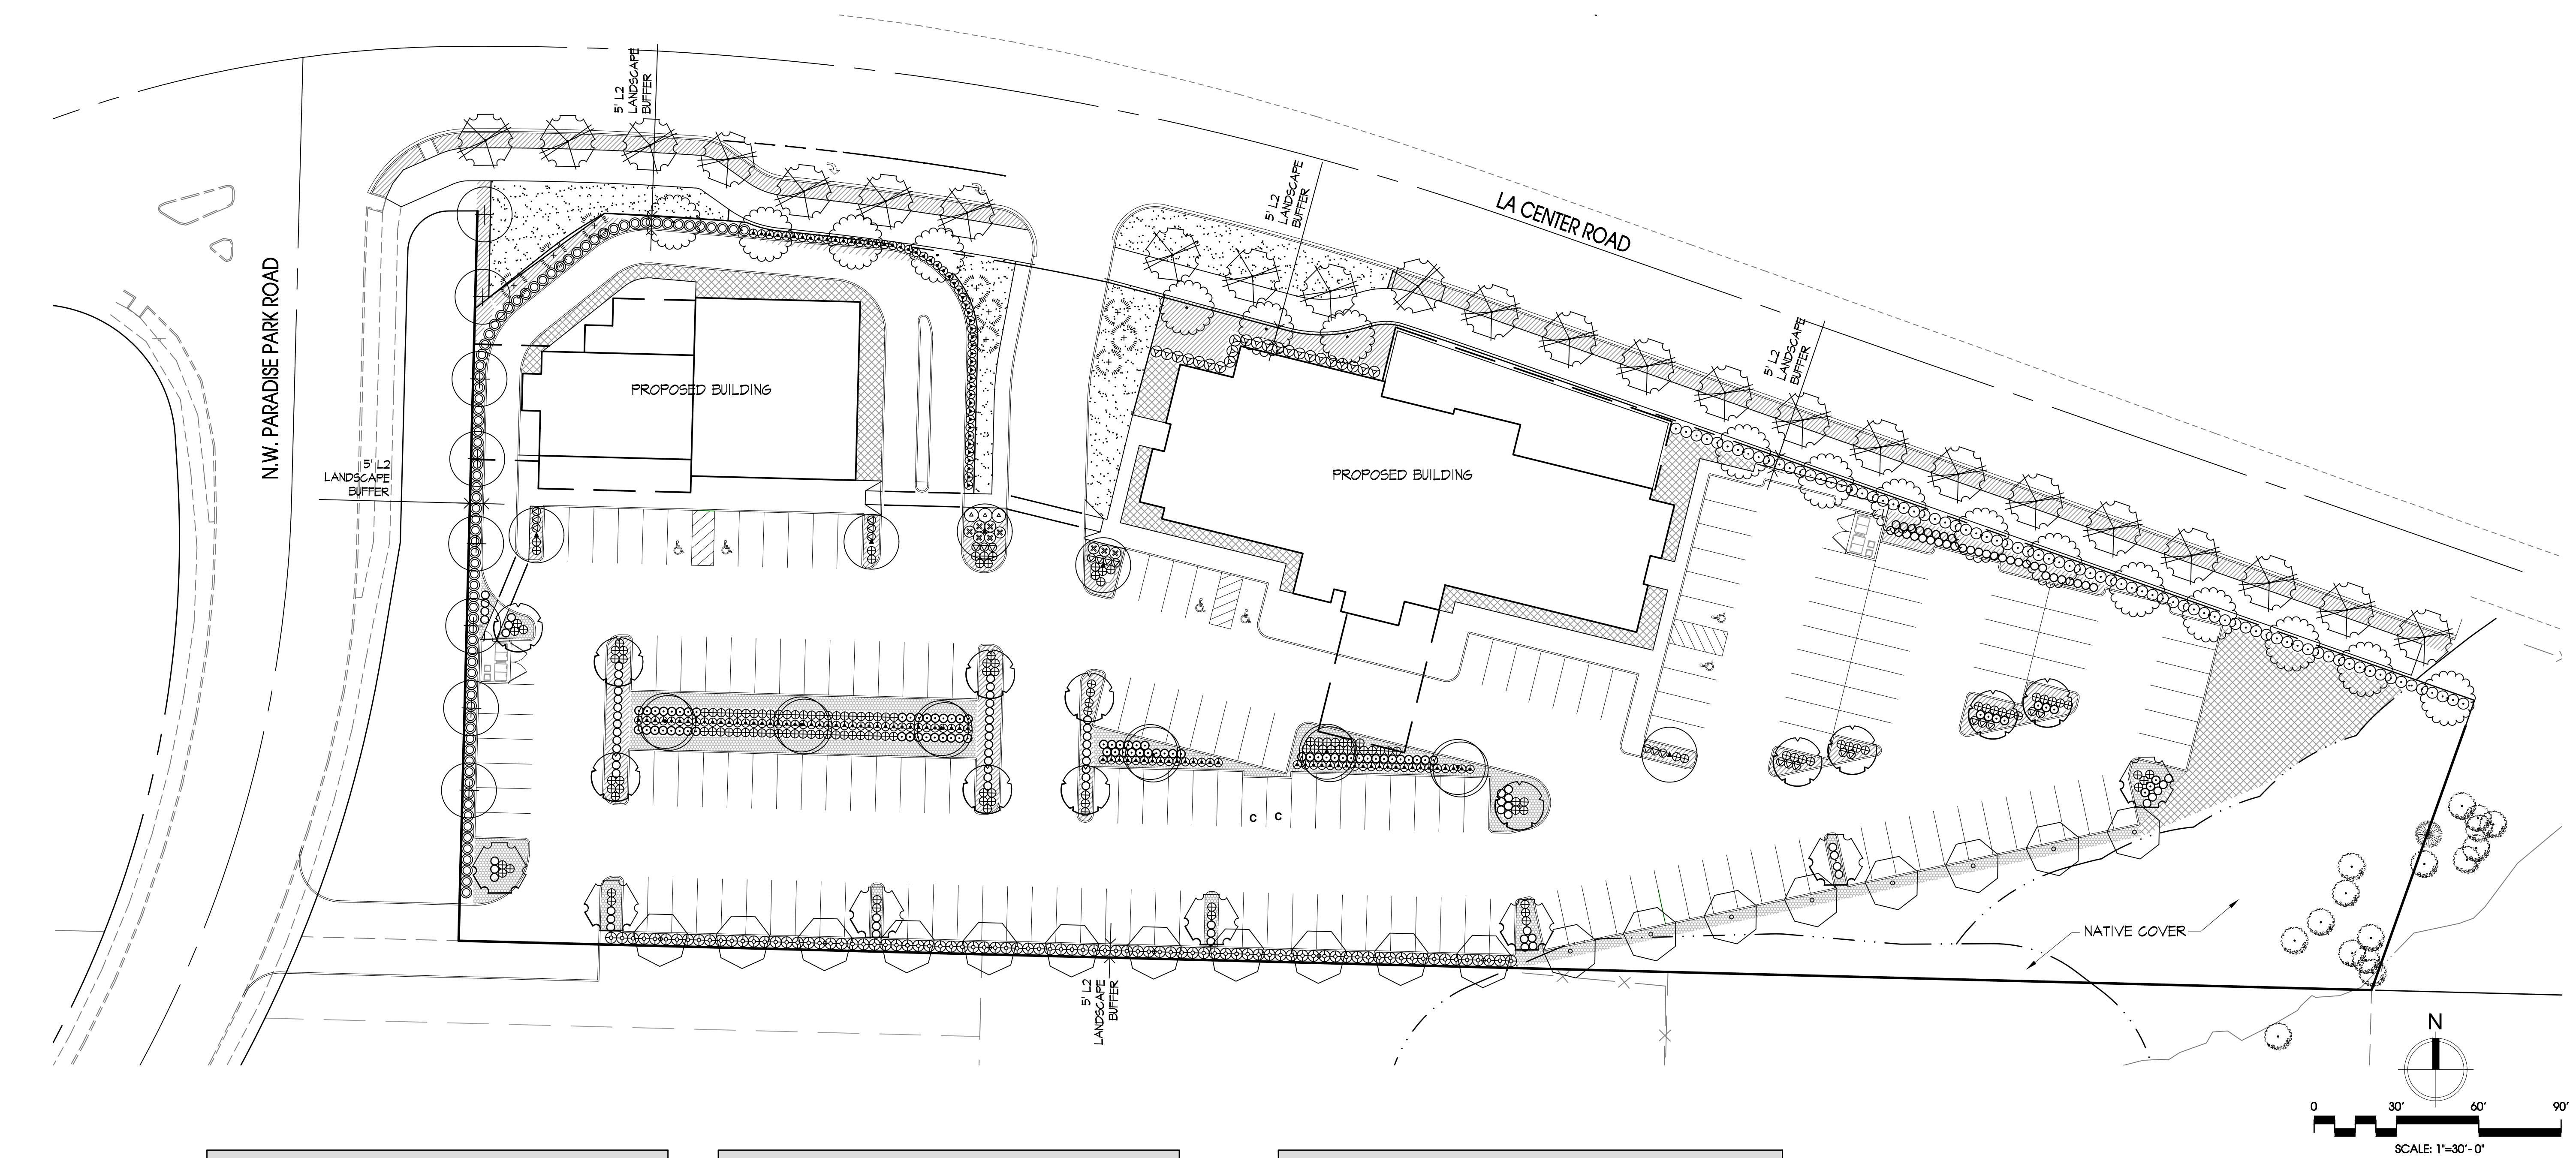 5' L2
LANDSCAPE
BUFFER
5' L2
LANDSCAPE
BUFFER
LA CENTER ROAD
5' L2
LANDSCAPE
BUFFER
N.W. PARADISE PARK ROAD
PROPOSED BUILDING
PROPOSED BUILDING
5' L2
LANDSCAPE
BUFFER
C C
NATIVE COVER
5' L2
LANDSCAPE
BUFFER
N
0 30' 60' 90'
SCALE: 1"=30'- 0"